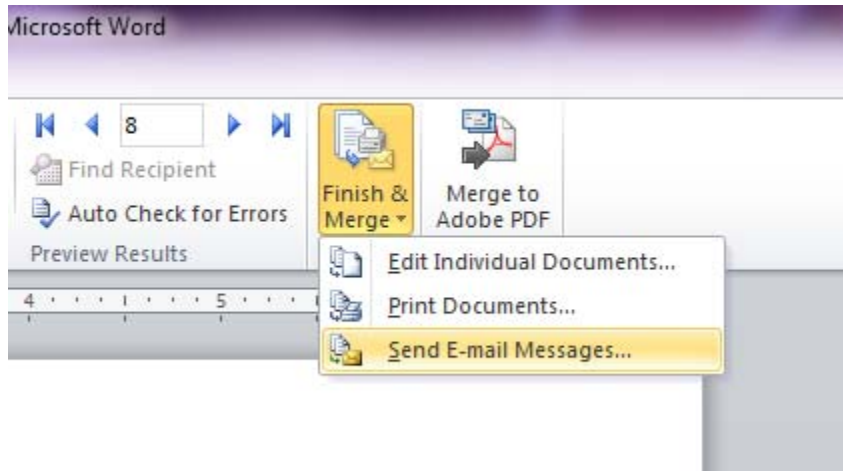 Microsoft Word
8
Find Recipient
Auto Check for Errors
Preview Results
Finish &
Merge
Merge to
Adobe PDF
Edit Individual Documents...
Print Documents...
Send E-mail Messages...
4 5